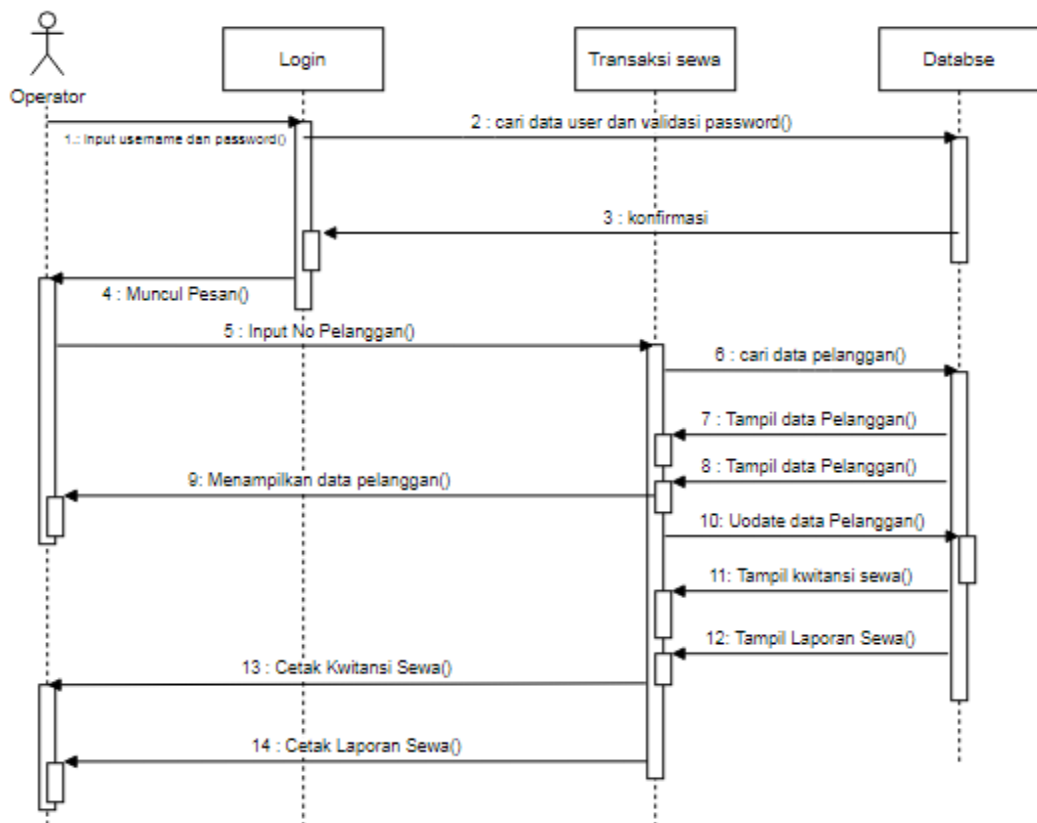 Operator
Login
Transaksi sewa
Databse
1.: Input username dan password()
2 : cari data user dan validasi password()
3 : konfirmasi
4 : Muncul Pesan()
5 : Input No Pelanggan()
6 : cari data pelanggan()
7 : Tampil data Pelanggan()
8 : Tampil data Pelanggan()
9: Menampilkan data pelanggan()
10: Uodate data Pelanggan()
11: Tampil kwitansi sewa()
12: Tampil Laporan Sewa()
13 : Cetak Kwitansi Sewa()
14 : Cetak Laporan Sewa()